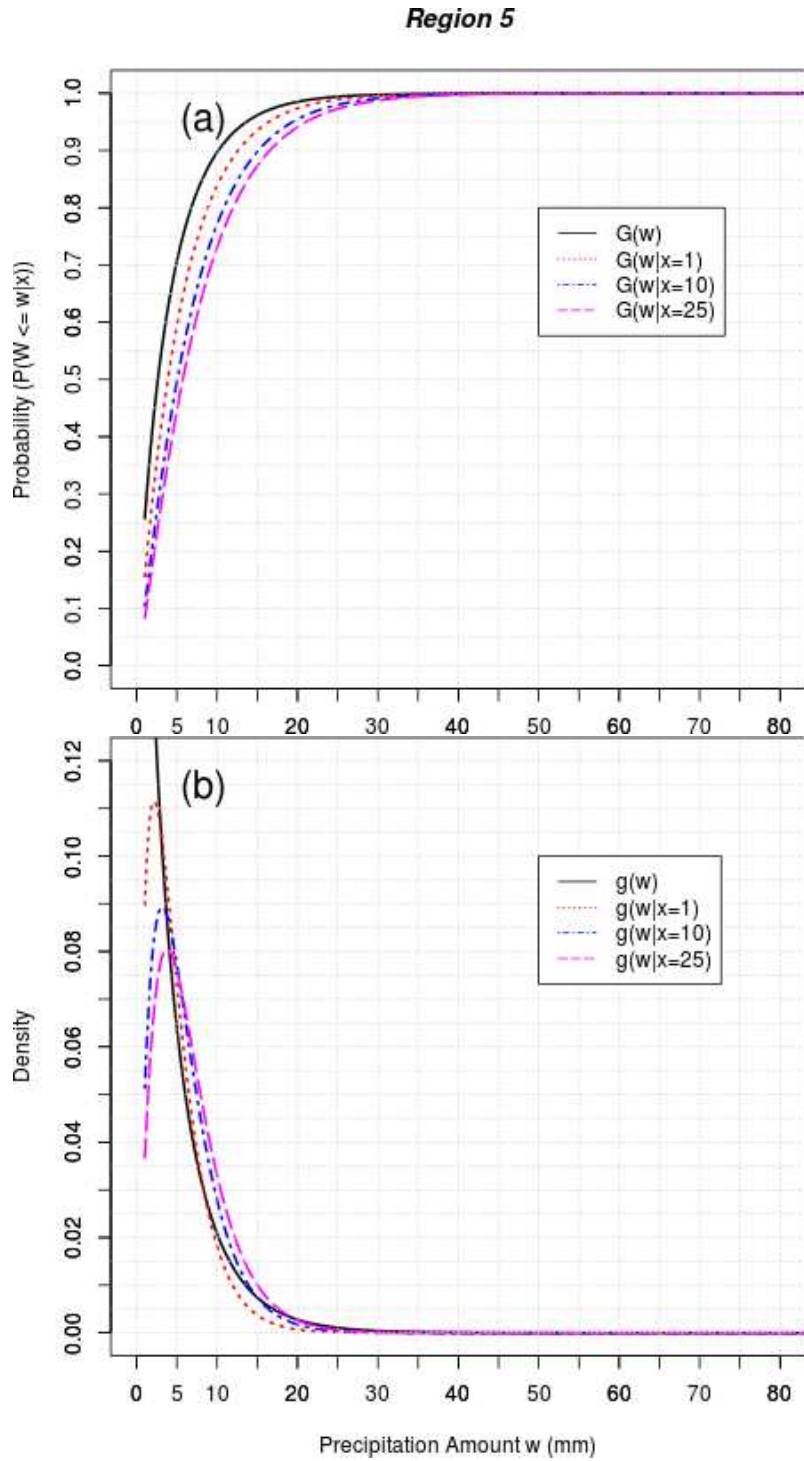 Region 5
(a)
Probability (P(W <= w|x))
1.0
0.9
0.8
0.7
0.6
0.5
0.4
0.3
0.2
0.1
0.0
G(w)
G(w|x=1)
G(w|x=10)
G(w|x=25)
0 5 10 20 30 40 50 60 70 80
(b)
Density
0.12
0.10
0.08
0.06
0.04
0.02
0.00
g(w)
g(w|x=1)
g(w|x=10)
g(w|x=25)
0 5 10 20 30 40 50 60 70 80
Precipitation Amount w (mm)